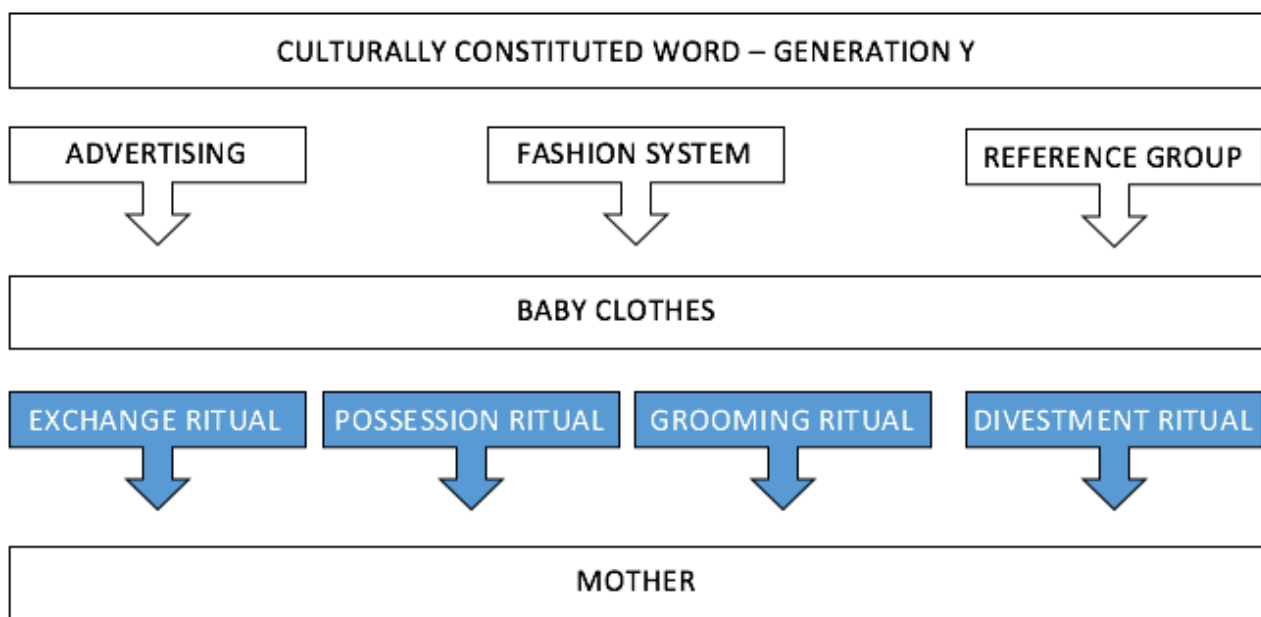 CULTURALLY CONSTITUTED WORD – GENERATION Y
ADVERTISING
FASHION SYSTEM
REFERENCE GROUP
BABY CLOTHES
EXCHANGE RITUAL
POSSESSION RITUAL
GROOMING RITUAL
DIVESTMENT RITUAL
MOTHER